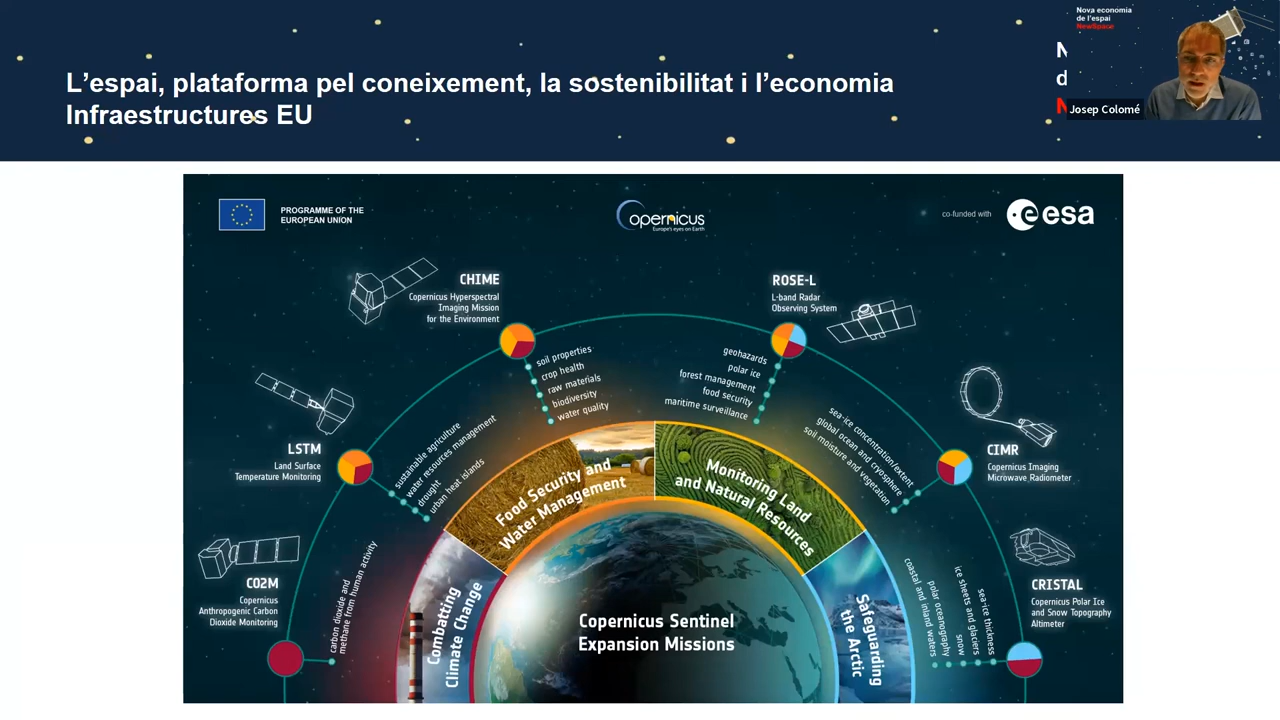 L'espai, plataforma pel coneixement, la sostenibilitat i l'economia
Infraestructures EU
Nova economia
de l'espai
NewSpace
N
d
N
Josep Colomé
PROGRAMME OF THE
EUROPEAN UNION
opernicus
Europe's eyes on Earth
co-funded with
esa
CHIME
Copernicus Hyperspectral
Imaging Mission
for the Environment
soil properties
crop health
raw materials
biodiversity
water quality
ROSE-L
L-band Radar
Observing System
geohazards
polar ice
forest management
food security
maritime surveillance
LSTM
Land Surface
Temperature Monitoring
sustainable agriculture
water resources management
drought
urban heat islands
CIMR
Copernicus Imaging
Microwave Radiometer
sea-ice concentration/extent
global ocean and cryosphere
soil moisture and vegetation
CO2M
Copernicus
Anthropogenic Carbon
Dioxide Monitoring
carbon dioxide and
methane from human activity
CRISTAL
Copernicus Polar Ice
and Snow Topography
Altimeter
sea-ice thickness
ice sheets and glaciers
snow
polar oceanography
coastal and inland waters
Combatting
Climate Change
Food Security and
Water Management
Monitoring Land
and Natural Resources
Safeguarding
the Arctic
Copernicus Sentinel
Expansion Missions